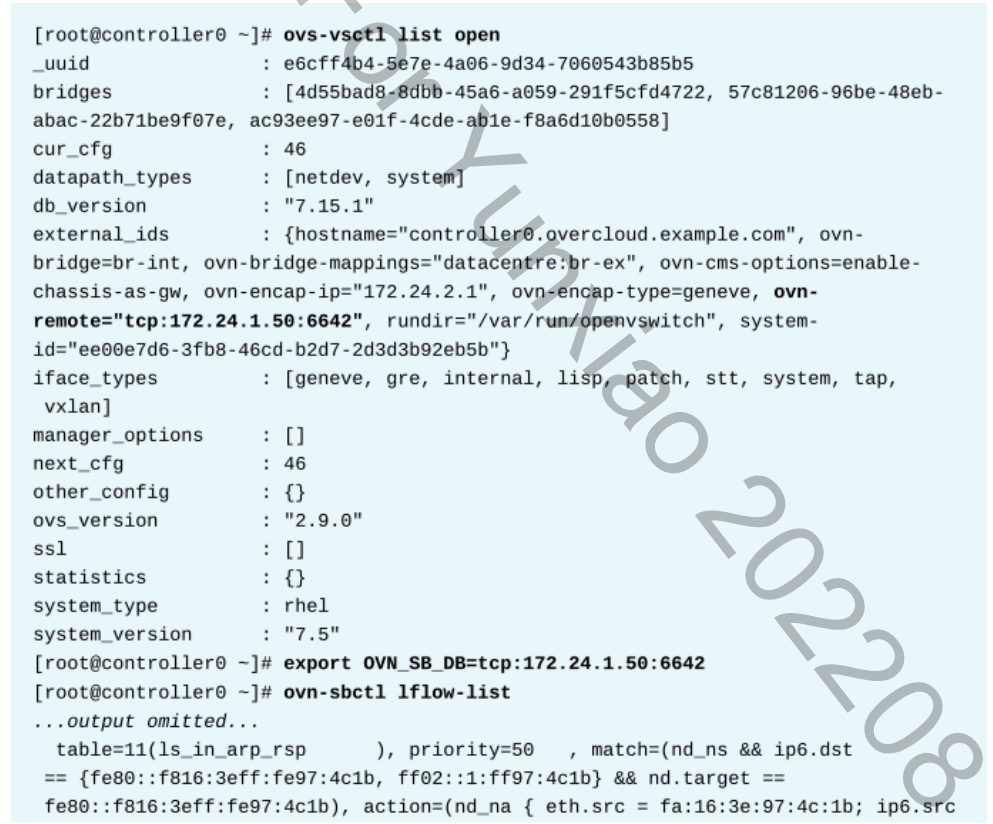 [root@controller0 ~]# ovs-vsctl list open
_uuid               : e6cff4b4-5e7e-4a06-9d34-7060543b85b5
bridges             : [4d55bad8-8dbb-45a6-a059-291f5cfd4722, 57c81206-96be-48eb-
abac-22b71be9f07e, ac93ee97-e01f-4cde-ab1e-f8a6d10b0558]
cur_cfg             : 46
datapath_types      : [netdev, system]
db_version          : "7.15.1"
external_ids        : {hostname="controller0.overcloud.example.com", ovn-
bridge=br-int, ovn-bridge-mappings="datacentre:br-ex", ovn-cms-options=enable-
chassis-as-gw, ovn-encap-ip="172.24.2.1", ovn-encap-type=geneve, ovn-
remote="tcp:172.24.1.50:6642", rundir="/var/run/openvswitch", system-
id="ee00e7d6-3fb8-46cd-b2d7-2d3d3b92eb5b"}
iface_types         : [geneve, gre, internal, lisp, patch, stt, system, tap,
 vxlan]
manager_options     : []
next_cfg            : 46
other_config        : {}
ovs_version         : "2.9.0"
ssl                 : []
statistics          : {}
system_type         : rhel
system_version      : "7.5"
[root@controller0 ~]# export OVN_SB_DB=tcp:172.24.1.50:6642
[root@controller0 ~]# ovn-sbctl lflow-list
...output omitted...
  table=11(ls_in_arp_rsp      ), priority=50   , match=(nd_ns && ip6.dst
 == {fe80::f816:3eff:fe97:4c1b, ff02::1:ff97:4c1b} && nd.target ==
 fe80::f816:3eff:fe97:4c1b), action=(nd_na { eth.src = fa:16:3e:97:4c:1b; ip6.src
for Yunxiao 202208